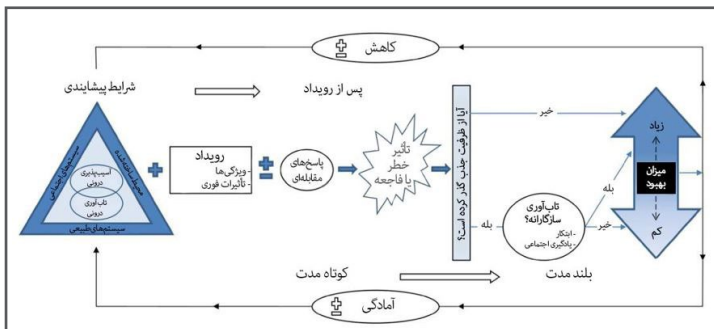 کاهش
شرایط پیشایندی
پس از رویداد
سیستم‌های اجتماعی
محیط ساخته‌شده
آسیب‌پذیری
درونی
تاب‌آوری
درونی
سیستم‌های طبیعی
رویداد
- ویژگی‌ها
- تأثیرات فوری
پاسخ‌های
مقابله‌ای
تأثیر
خطر
یا فاجعه
آیا از ظرفیت جذب گذر کرده است؟
خیر
بله
تاب‌آوری
سازگارانه؟
- ابتکار
- یادگیری اجتماعی
بله
خیر
زیاد
میزان
بهبود
کم
کوتاه مدت
بلند مدت
آمادگی